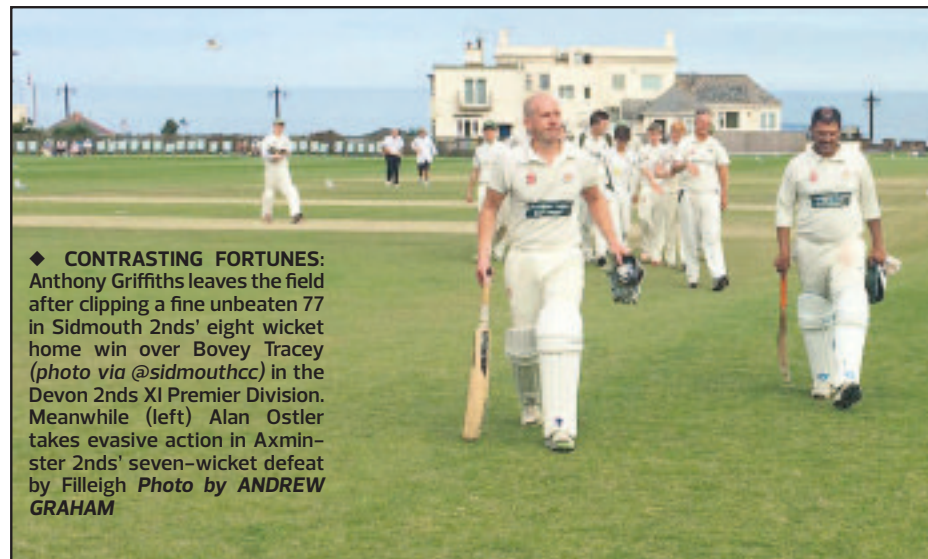 ◆ CONTRASTING FORTUNES:
Anthony Griffiths leaves the field
after clipping a fine unbeaten 77
in Sidmouth 2nds' eight wicket
home win over Bovey Tracey
(photo via @sidmouthcc) in the
Devon 2nds XI Premier Division.
Meanwhile (left) Alan Ostler
takes evasive action in Axmin-
ster 2nds' seven-wicket defeat
by Filleigh Photo by ANDREW
GRAHAM